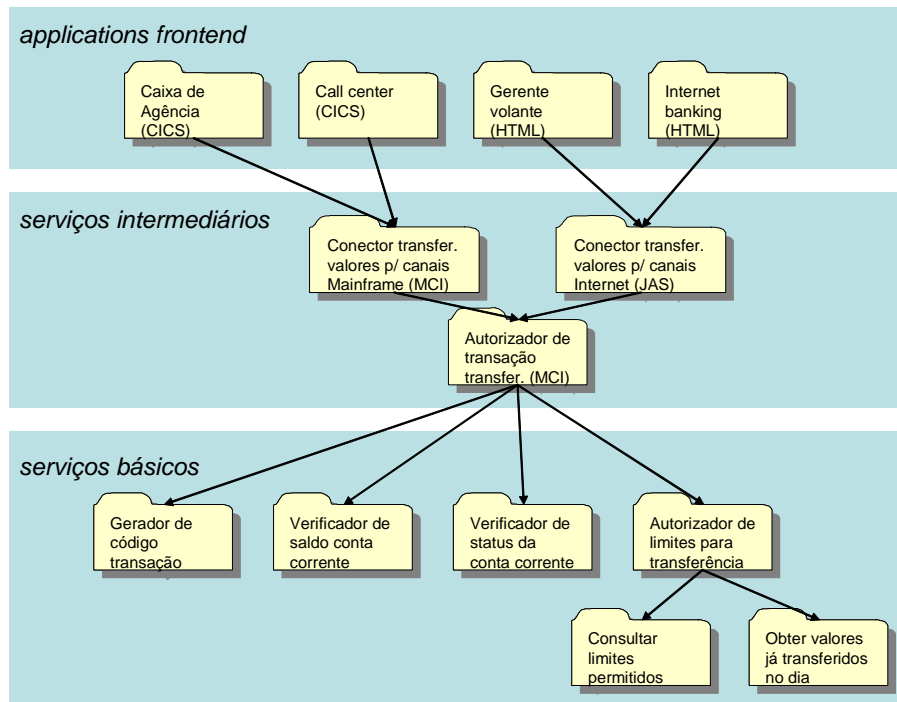 applications frontend
Caixa de
Agência
(CICS)
Call center
(CICS)
Gerente
volante
(HTML)
Internet
banking
(HTML)
serviços intermediários
Conector transfer.
valores p/ canais
Mainframe (MCI)
Conector transfer.
valores p/ canais
Internet (JAS)
Autorizador de
transação
transfer. (MCI)
serviços básicos
Gerador de
código
transação
Verificador de
saldo conta
corrente
Verificador de
status da
conta corrente
Autorizador de
limites para
transferência
Consultar
limites
permitidos
Obter valores
já transferidos
no dia